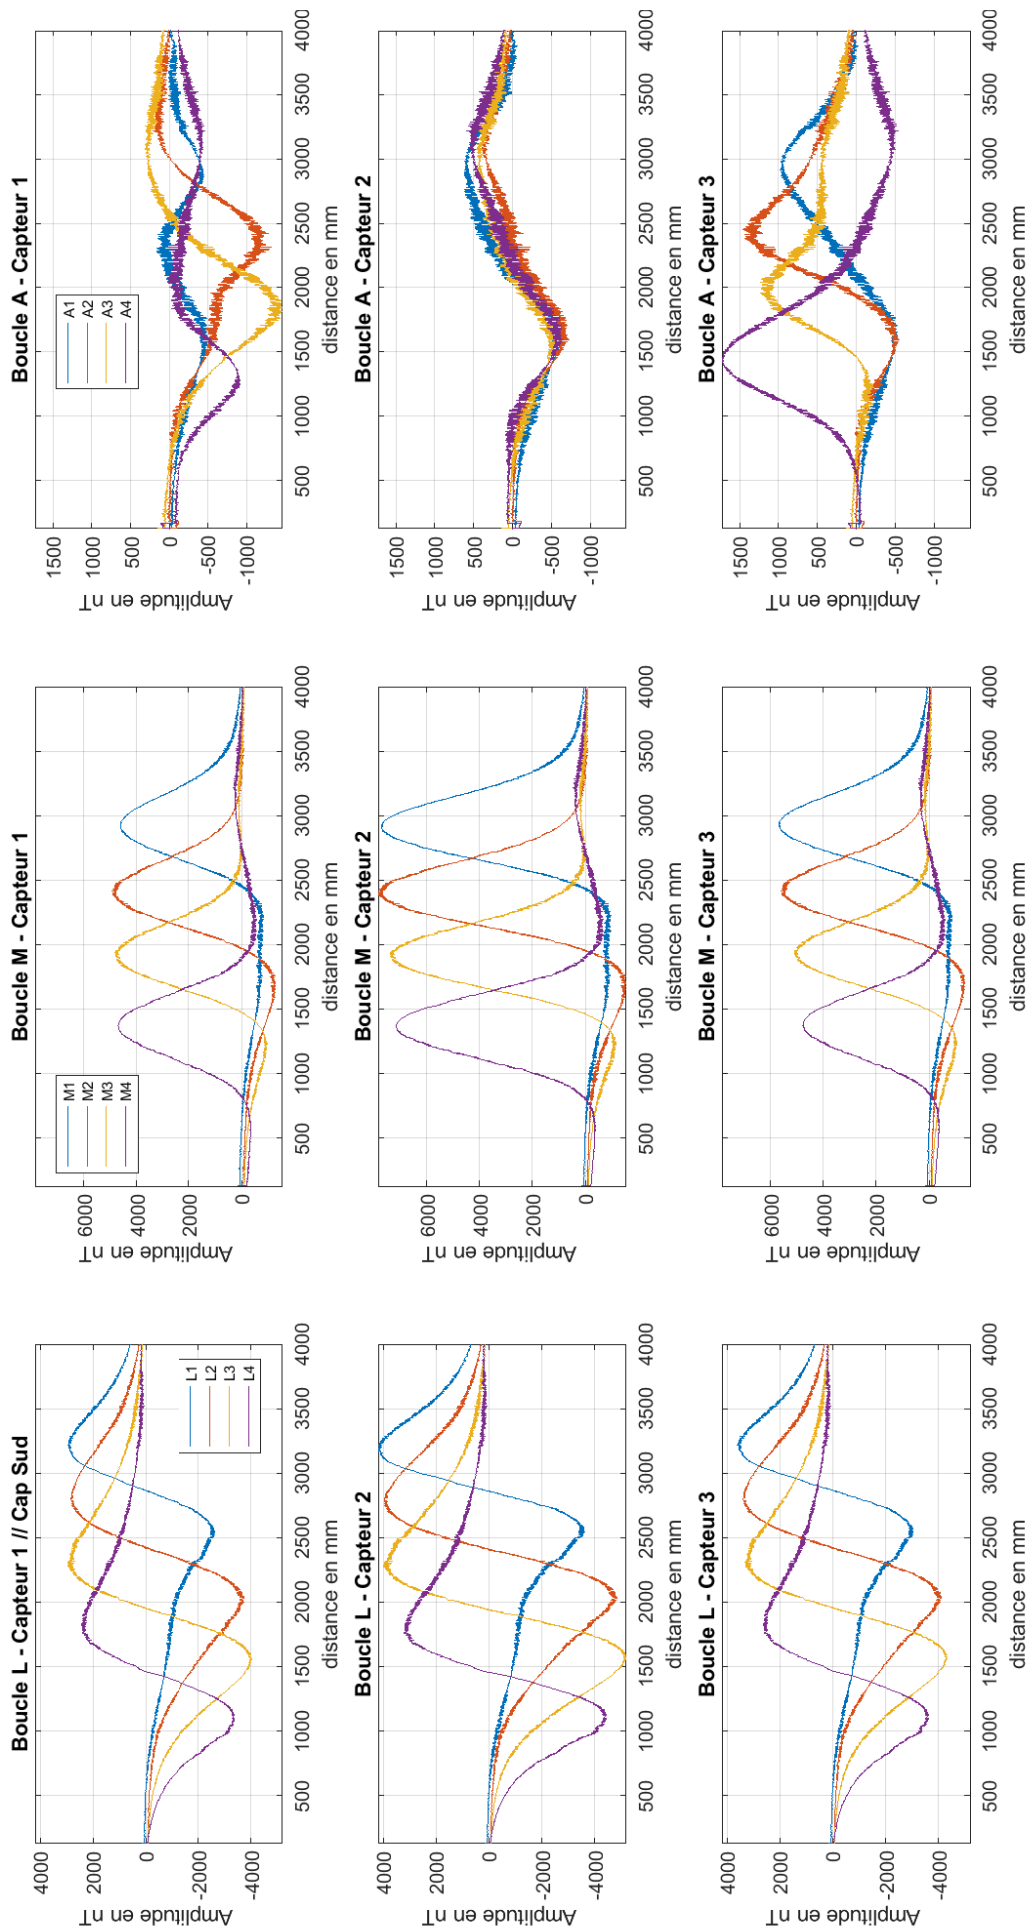 Boucle L - Capteur 1 // Cap Sud
Amplitude en nT
4000
2000
0
-2000
-4000
L1
L2
L3
L4
500 1000 1500 2000 2500 3000 3500 4000
distance en mm
Boucle M - Capteur 1
Amplitude en nT
6000
4000
2000
0
M1
M2
M3
M4
500 1000 1500 2000 2500 3000 3500 4000
distance en mm
Boucle A - Capteur 1
Amplitude en nT
1500
1000
500
0
-500
-1000
A1
A2
A3
A4
500 1000 1500 2000 2500 3000 3500 4000
distance en mm
Boucle L - Capteur 2
Amplitude en nT
4000
2000
0
-2000
-4000
500 1000 1500 2000 2500 3000 3500 4000
distance en mm
Boucle M - Capteur 2
Amplitude en nT
6000
4000
2000
0
500 1000 1500 2000 2500 3000 3500 4000
distance en mm
Boucle A - Capteur 2
Amplitude en nT
1500
1000
500
0
-500
-1000
500 1000 1500 2000 2500 3000 3500 4000
distance en mm
Boucle L - Capteur 3
Amplitude en nT
4000
2000
0
-2000
-4000
500 1000 1500 2000 2500 3000 3500 4000
distance en mm
Boucle M - Capteur 3
Amplitude en nT
6000
4000
2000
0
500 1000 1500 2000 2500 3000 3500 4000
distance en mm
Boucle A - Capteur 3
Amplitude en nT
1500
1000
500
0
-500
-1000
500 1000 1500 2000 2500 3000 3500 4000
distance en mm